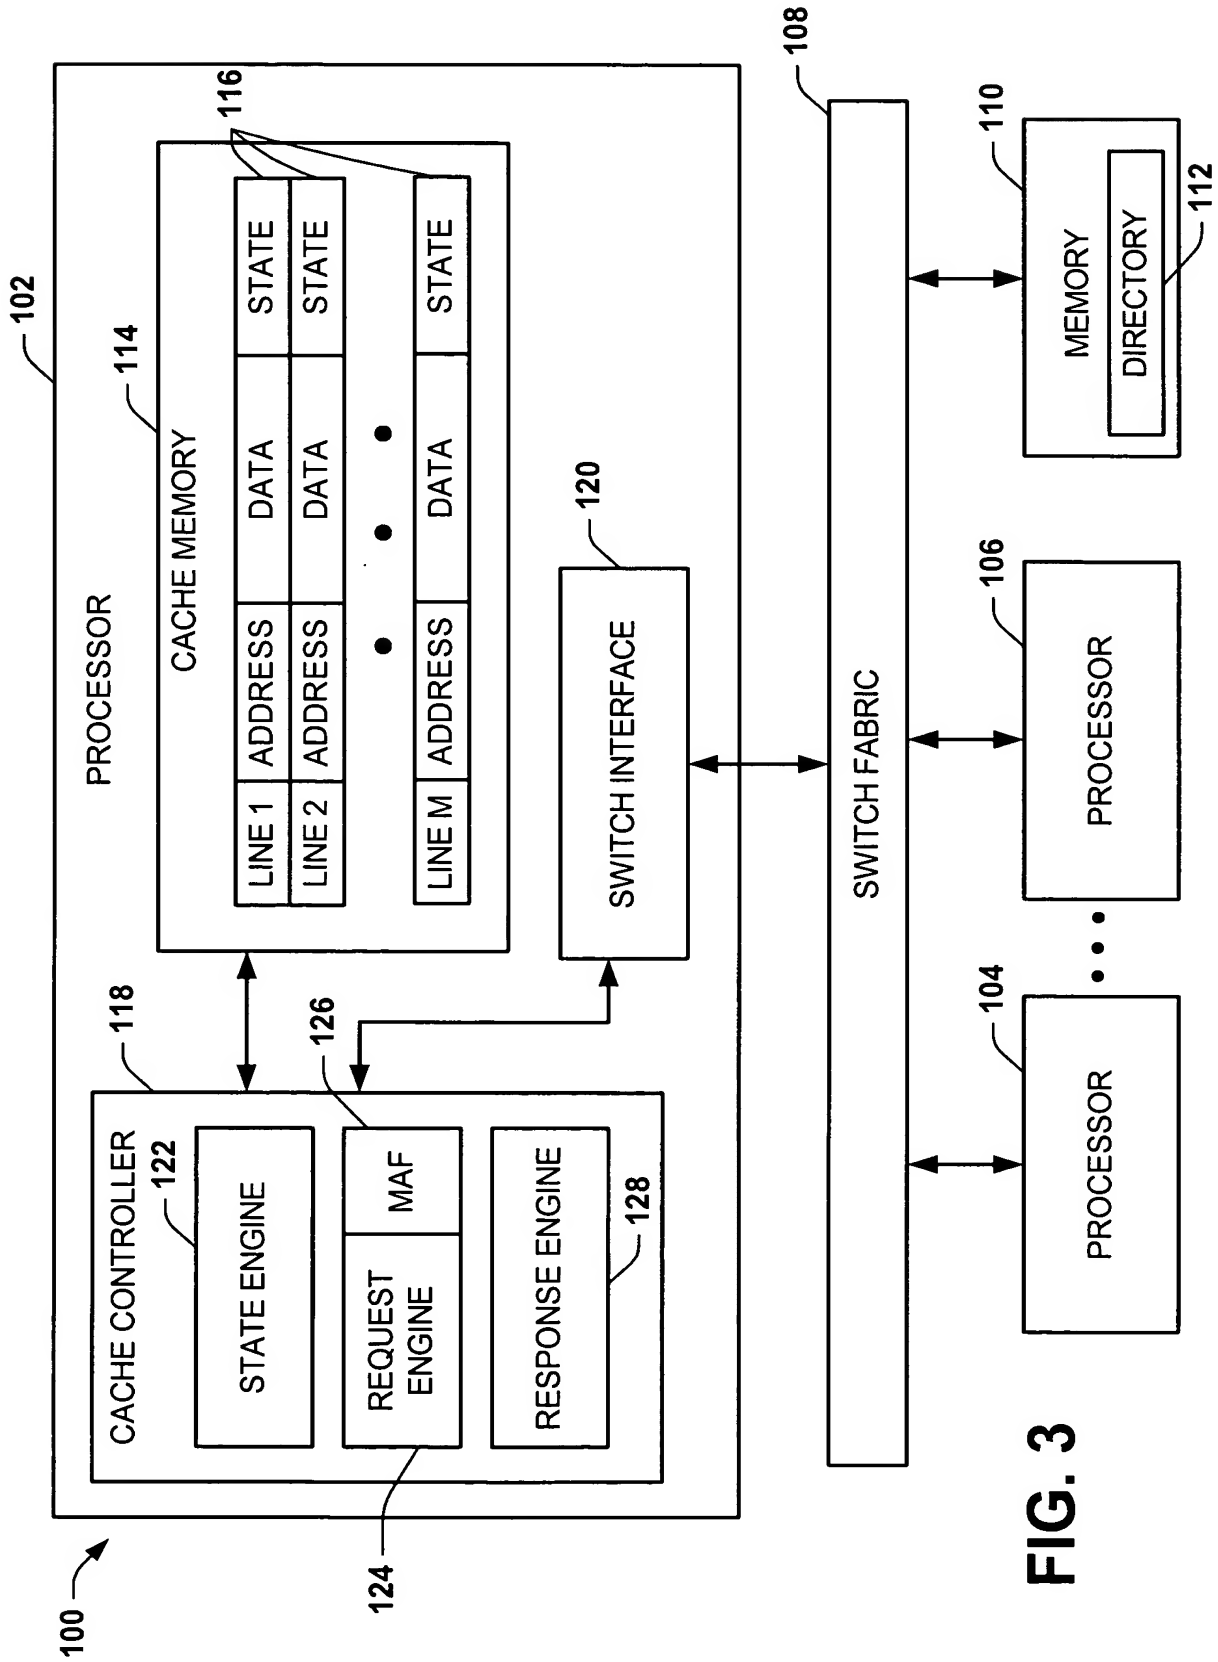 100
102
PROCESSOR
118
CACHE CONTROLLER
122
STATE ENGINE
126
REQUEST
ENGINE
MAF
124
RESPONSE ENGINE
128
114
CACHE MEMORY
116
LINE 1 ADDRESS DATA STATE
LINE 2 ADDRESS DATA STATE
• • •
LINE M ADDRESS DATA STATE
120
SWITCH INTERFACE
108
SWITCH FABRIC
104
PROCESSOR
• • •
106
PROCESSOR
110
MEMORY
DIRECTORY
112
FIG. 3